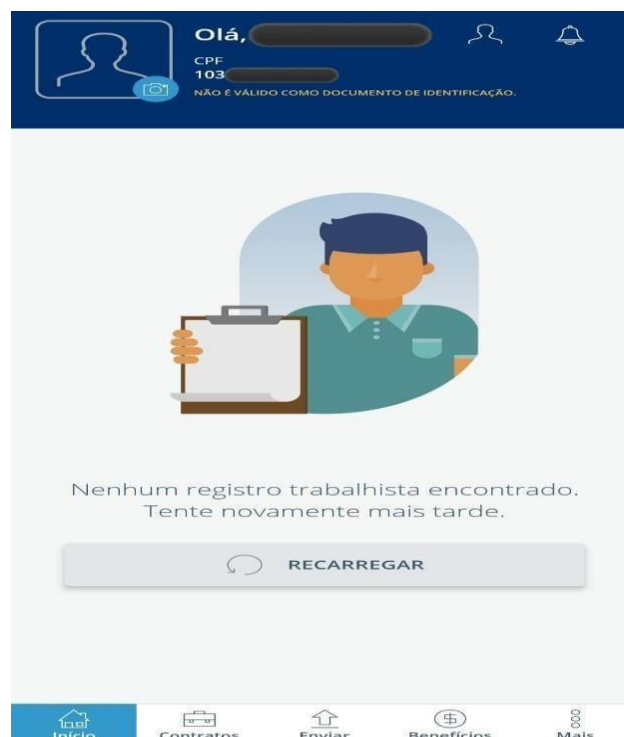 Olá,
CPF
103
NÃO É VÁLIDO COMO DOCUMENTO DE IDENTIFICAÇÃO.
Nenhum registro trabalhista encontrado.
Tente novamente mais tarde.
RECARREGAR
Início Contratos Enviar Benefícios Mais